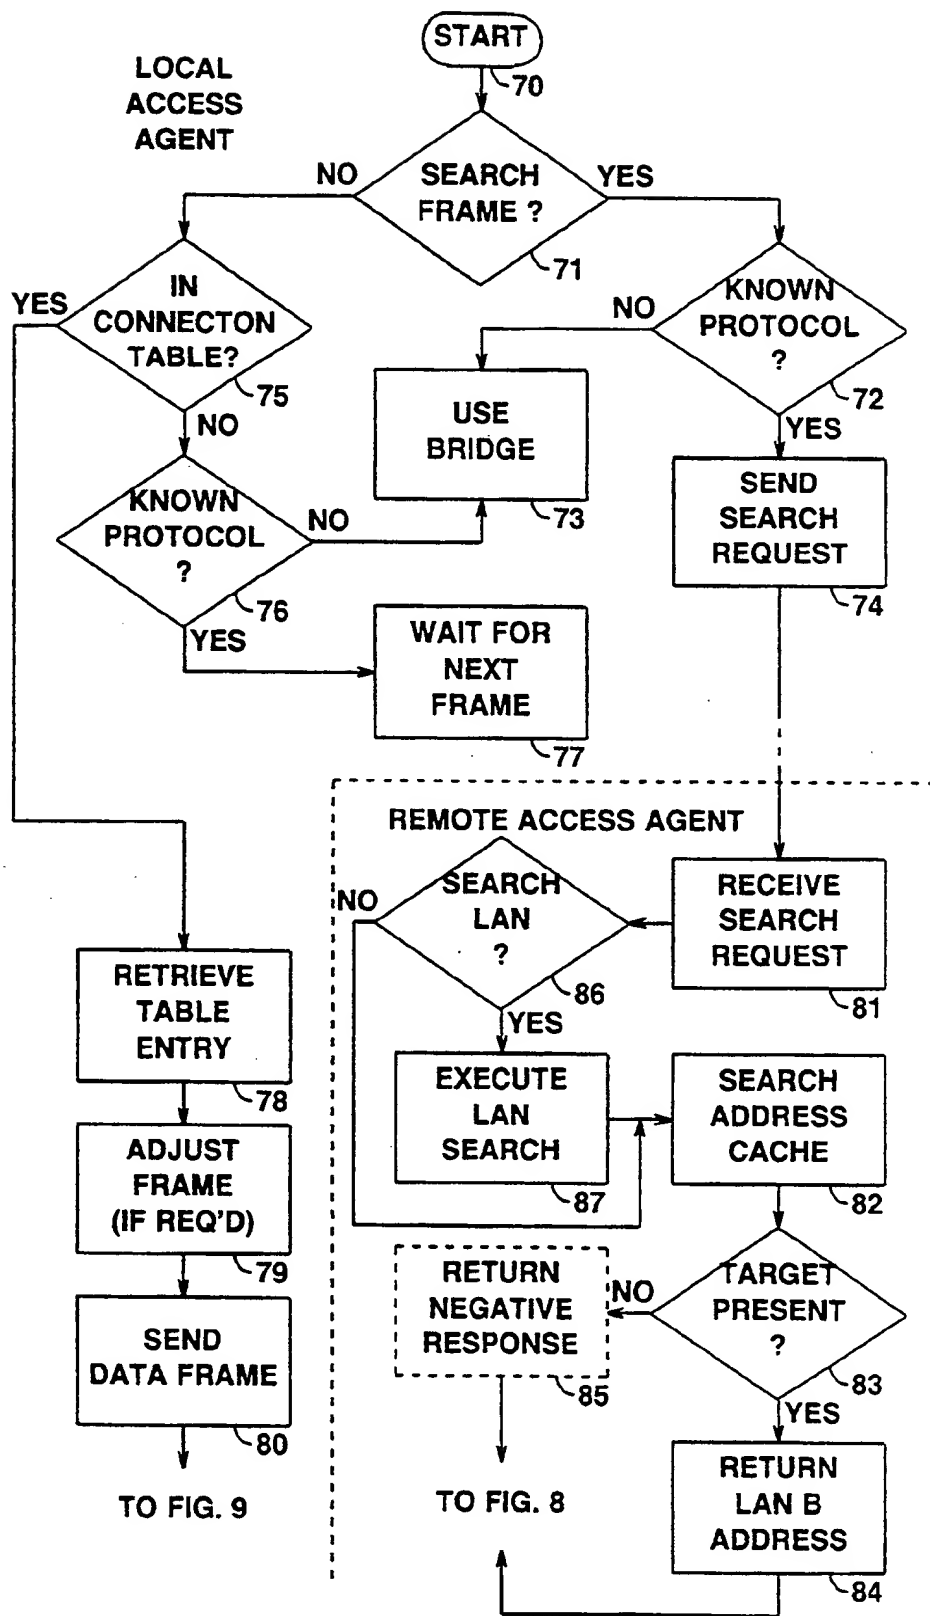 START
70
LOCAL
ACCESS
AGENT
NO
SEARCH
FRAME ?
YES
71
YES
IN
CONNECTON
TABLE?
75
NO
NO
KNOWN
PROTOCOL
?
72
YES
USE
BRIDGE
73
KNOWN
PROTOCOL
?
NO
76
YES
SEND
SEARCH
REQUEST
74
WAIT FOR
NEXT
FRAME
77
REMOTE ACCESS AGENT
NO
SEARCH
LAN
?
86
YES
RECEIVE
SEARCH
REQUEST
81
RETRIEVE
TABLE
ENTRY
78
EXECUTE
LAN
SEARCH
87
SEARCH
ADDRESS
CACHE
82
ADJUST
FRAME
(IF REQ'D)
79
RETURN
NEGATIVE
RESPONSE
85
NO
TARGET
PRESENT
?
83
YES
SEND
DATA FRAME
80
TO FIG. 9
TO FIG. 8
RETURN
LAN B
ADDRESS
84